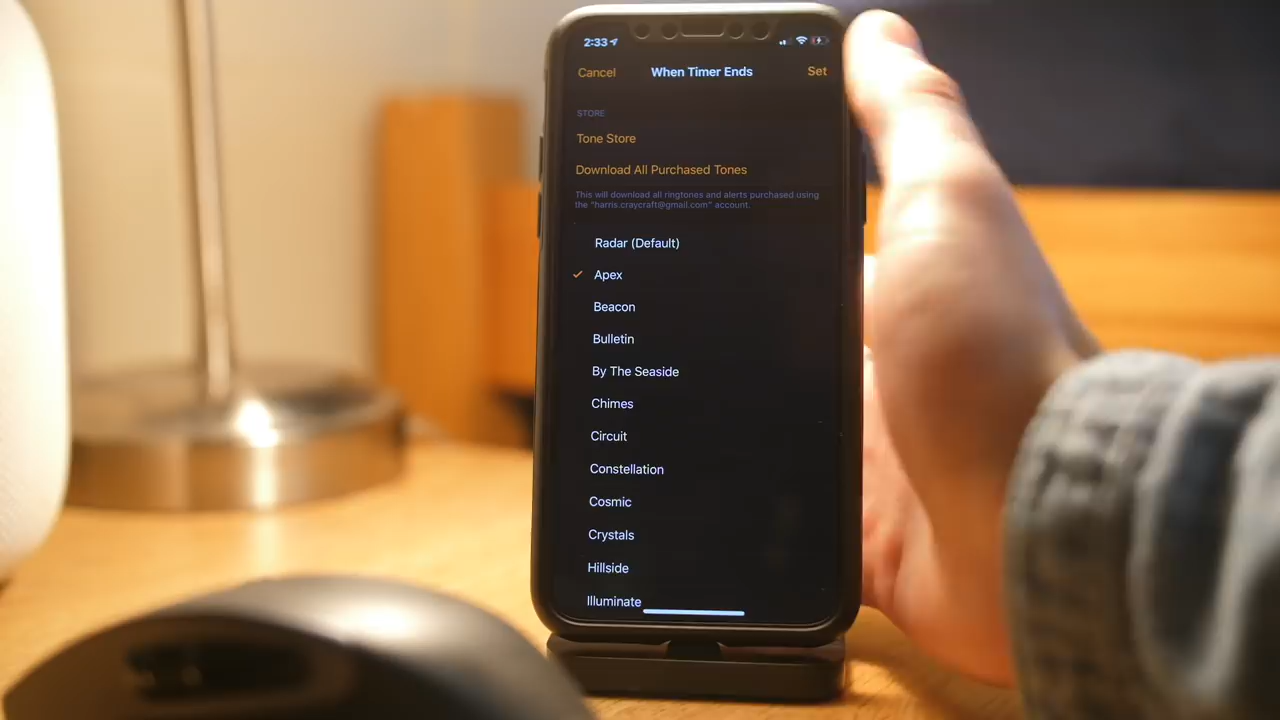 2:33
Cancel
When Timer Ends
Set
STORE
Tone Store
Download All Purchased Tones
This will download all ringtones and alerts purchased using
the "harris.craycraft@gmail.com" account.
Radar (Default)
Apex
Beacon
Bulletin
By The Seaside
Chimes
Circuit
Constellation
Cosmic
Crystals
Hillside
Illuminate